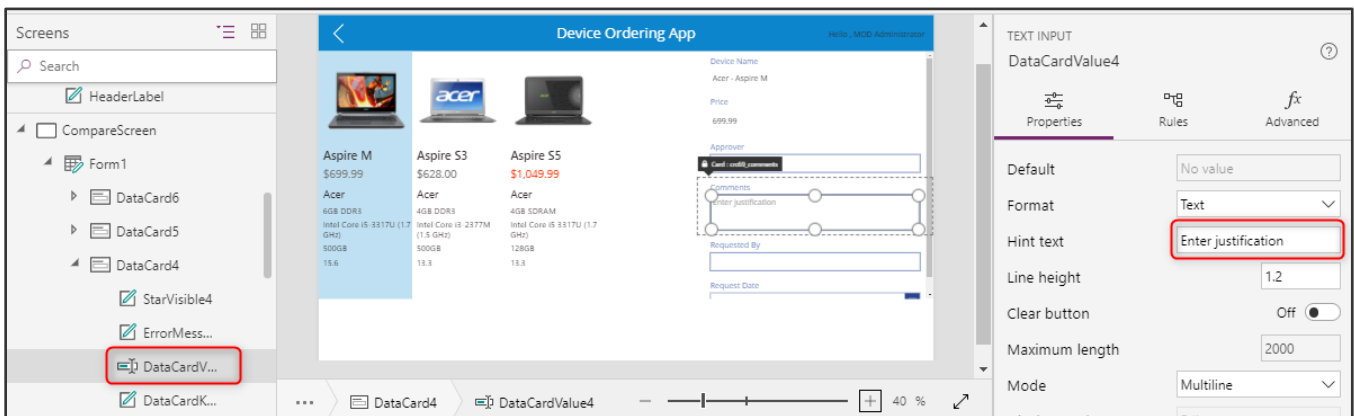 Screens
Search
HeaderLabel
CompareScreen
Form1
DataCard6
DataCard5
DataCard4
StarVisible4
ErrorMess...
DataCardV...
DataCardK...
Device Ordering App
Hello , MOD Administrator
acer
Aspire M
$699.99
Acer
6GB DDR3
Intel Core i5-3317U (1.7
GHz)
500GB
15.6
Aspire S3
$628.00
Acer
4GB DDR3
Intel Core i3-2377M
(1.5 GHz)
500GB
13.3
Aspire S5
$1,049.99
Acer
4GB SDRAM
Intel Core i5 3317U (1.7
GHz)
128GB
13.3
Device Name
Acer - Aspire M
Price
699.99
Approver
Card : crdf0_comments
Comments
Enter justification
Requested By
Request Date
... DataCard4 DataCardValue4 40 %
TEXT INPUT
DataCardValue4
Properties Rules Advanced
Default No value
Format Text
Hint text Enter justification
Line height 1.2
Clear button Off
Maximum length 2000
Mode Multiline